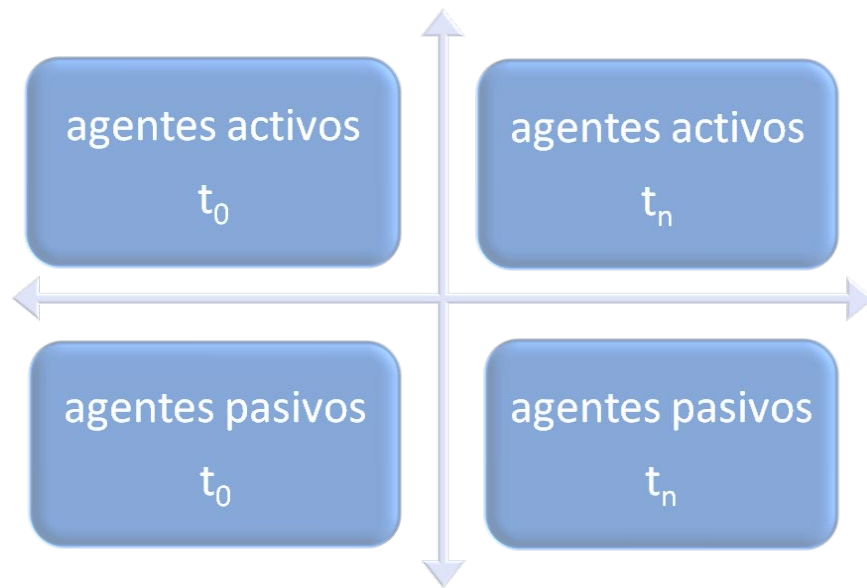 agentes activos
t₀
agentes activos
tₙ
agentes pasivos
t₀
agentes pasivos
tₙ